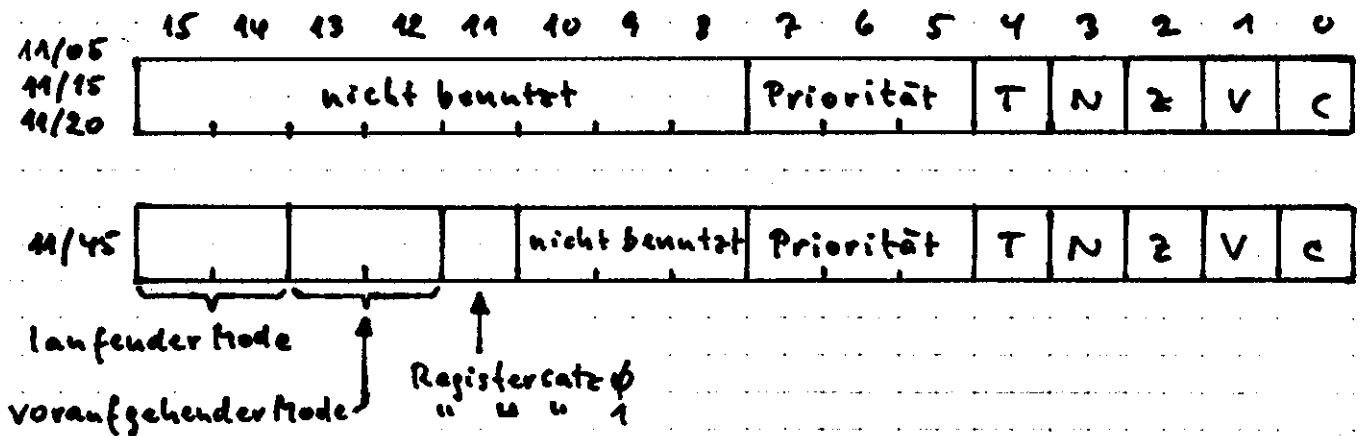 15 14 13 12 11 10 9 8 7 6 5 4 3 2 1 0
11/05
11/15 nicht benutzt Priorität T N Z V C
11/20
11/45 nicht benutzt Priorität T N Z V C
laufender Mode
Registersatz 0
voraufgehender Mode " " " 1